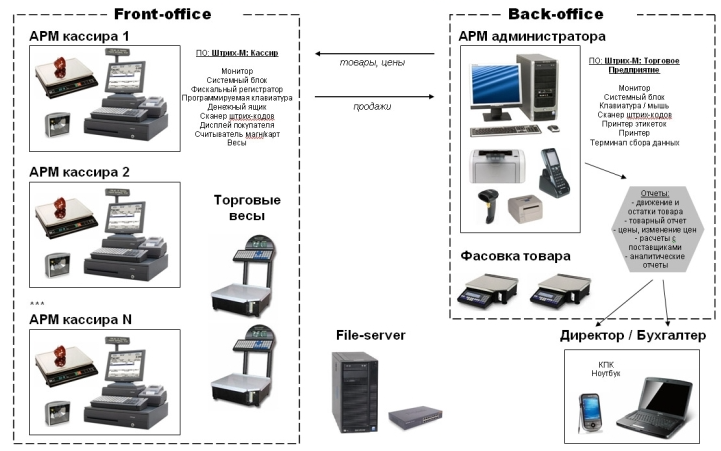 Front-office
АРМ кассира 1
ПО: Штрих-М: Кассир
Монитор
Системный блок
Фискальный регистратор
Программируемая клавиатура
Денежный ящик
Сканер штрих-кодов
Дисплей покупателя
Считыватель магн/карт
Весы
АРМ кассира 2
Торговые
весы
***
АРМ кассира N
товары, цены
продажи
File-server
Back-office
АРМ администратора
ПО: Штрих-М: Торговое
Предприятие
Монитор
Системный блок
Клавиатура / мышь
Сканер штрих-кодов
Принтер этикеток
Принтер
Терминал сбора данных
Отчеты:
- движение и
остатки товара
- товарный отчет
- цены, изменение цен
- расчеты с
поставщиками
- аналитические
отчеты
Фасовка товара
Директор / Бухгалтер
КПК
Ноутбук